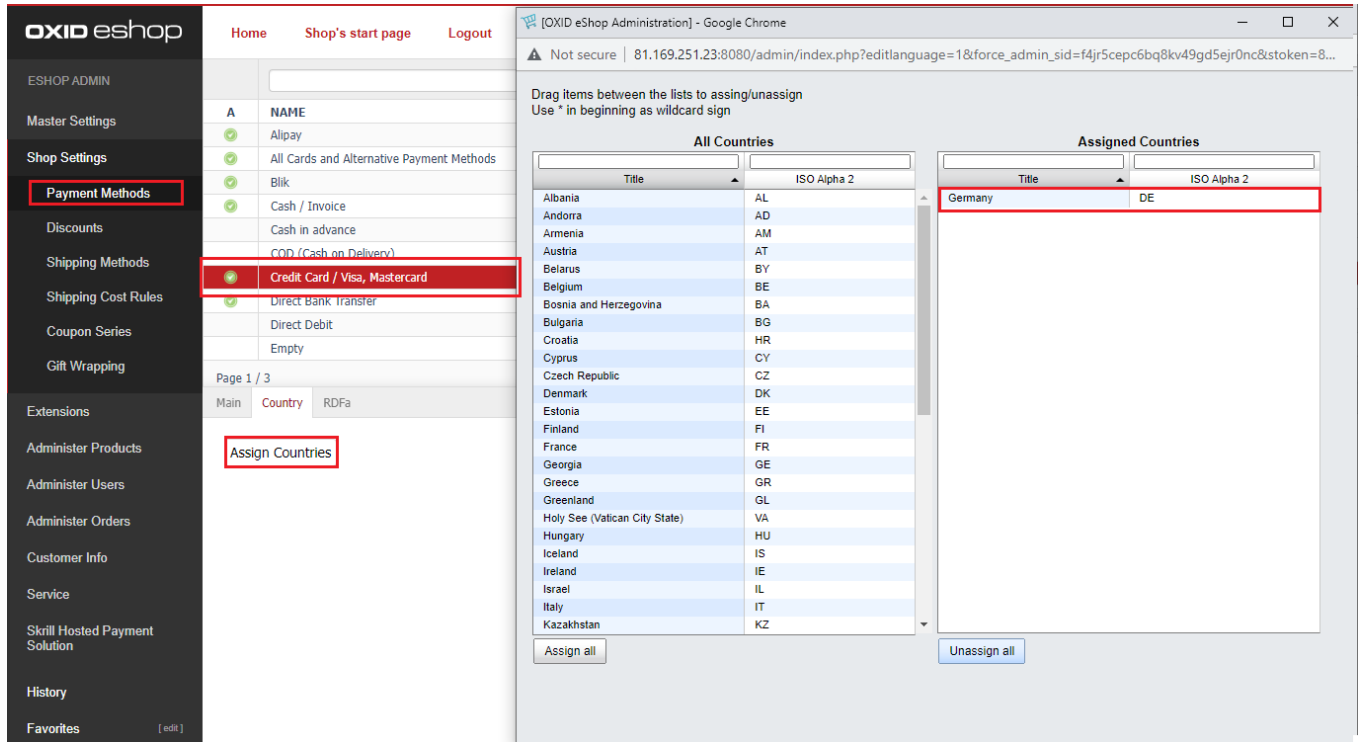 OXID eShop
ESHOP ADMIN
Master Settings
Shop Settings
Payment Methods
Discounts
Shipping Methods
Shipping Cost Rules
Coupon Series
Gift Wrapping
Extensions
Administer Products
Administer Users
Administer Orders
Customer Info
Service
Skrill Hosted Payment
Solution
History
Favorites [ edit ]
Home Shop's start page Logout
A NAME
Alipay
All Cards and Alternative Payment Methods
Blik
Cash / Invoice
Cash in advance
COD (Cash on Delivery)
Credit Card / Visa, Mastercard
Direct Bank Transfer
Direct Debit
Empty
Page 1 / 3
Main Country RDFa
Assign Countries
[OXID eShop Administration] - Google Chrome
Not secure | 81.169.251.23:8080/admin/index.php?editlanguage=1&force_admin_sid=f4jr5cepc6bq8kv49gd5ejr0nc&stoken=8...
Drag items between the lists to assing/unassign
Use * in beginning as wildcard sign
All Countries
Title ISO Alpha 2
Albania AL
Andorra AD
Armenia AM
Austria AT
Belarus BY
Belgium BE
Bosnia and Herzegovina BA
Bulgaria BG
Croatia HR
Cyprus CY
Czech Republic CZ
Denmark DK
Estonia EE
Finland FI
France FR
Georgia GE
Greece GR
Greenland GL
Holy See (Vatican City State) VA
Hungary HU
Iceland IS
Ireland IE
Israel IL
Italy IT
Kazakhstan KZ
Assign all
Assigned Countries
Title ISO Alpha 2
Germany DE
Unassign all